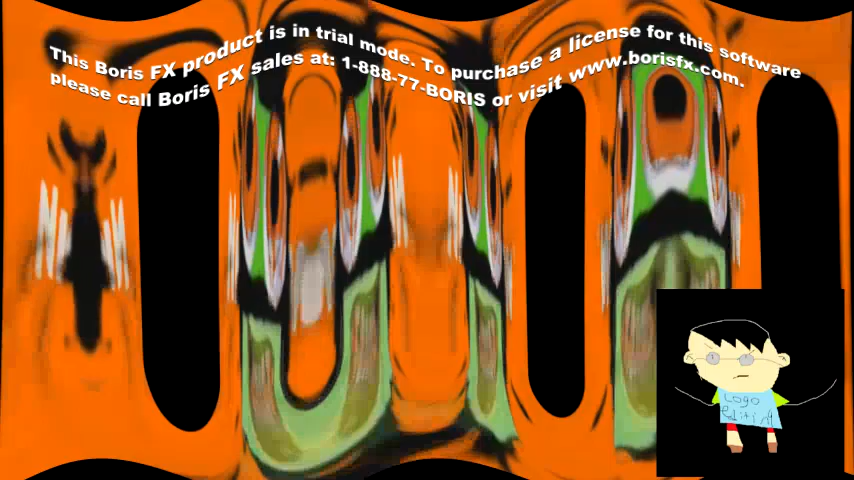 This Boris FX product is in trial mode. To purchase a license for this software
please call Boris FX sales at: 1-888-77-BORIS or visit www.borisfx.com.
Logo